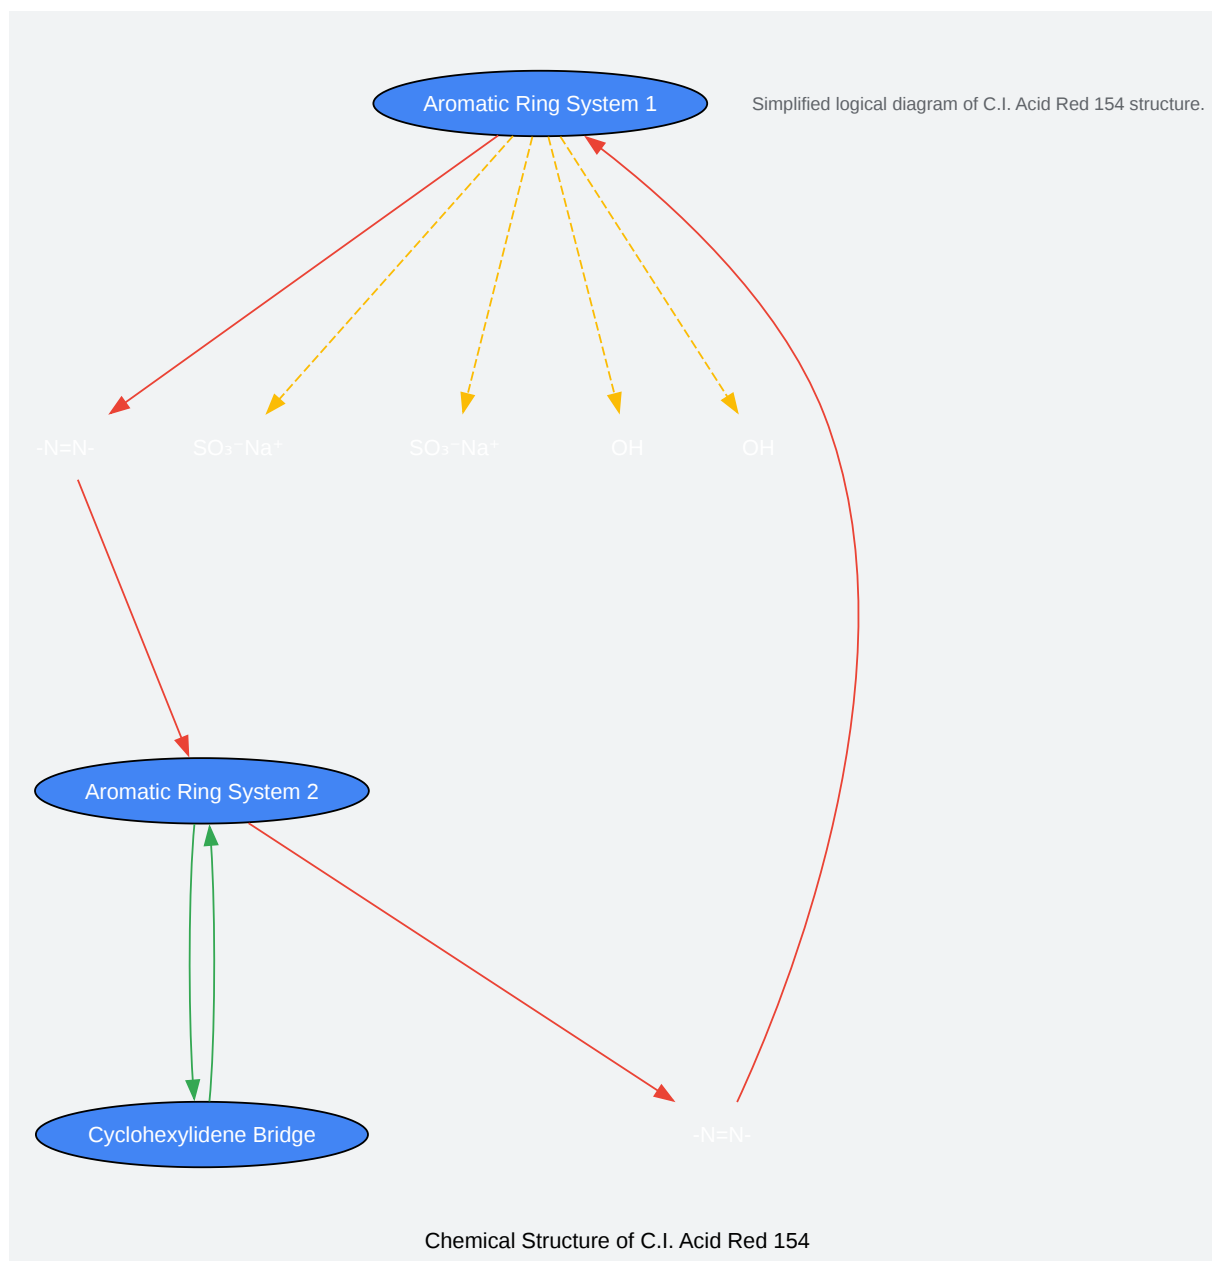 Aromatic Ring System 1
Simplified logical diagram of C.I. Acid Red 154 structure.
-N=N-
SO₃⁻Na⁺
SO₃⁻Na⁺
OH
OH
Aromatic Ring System 2
Cyclohexylidene Bridge
-N=N-
Chemical Structure of C.I. Acid Red 154